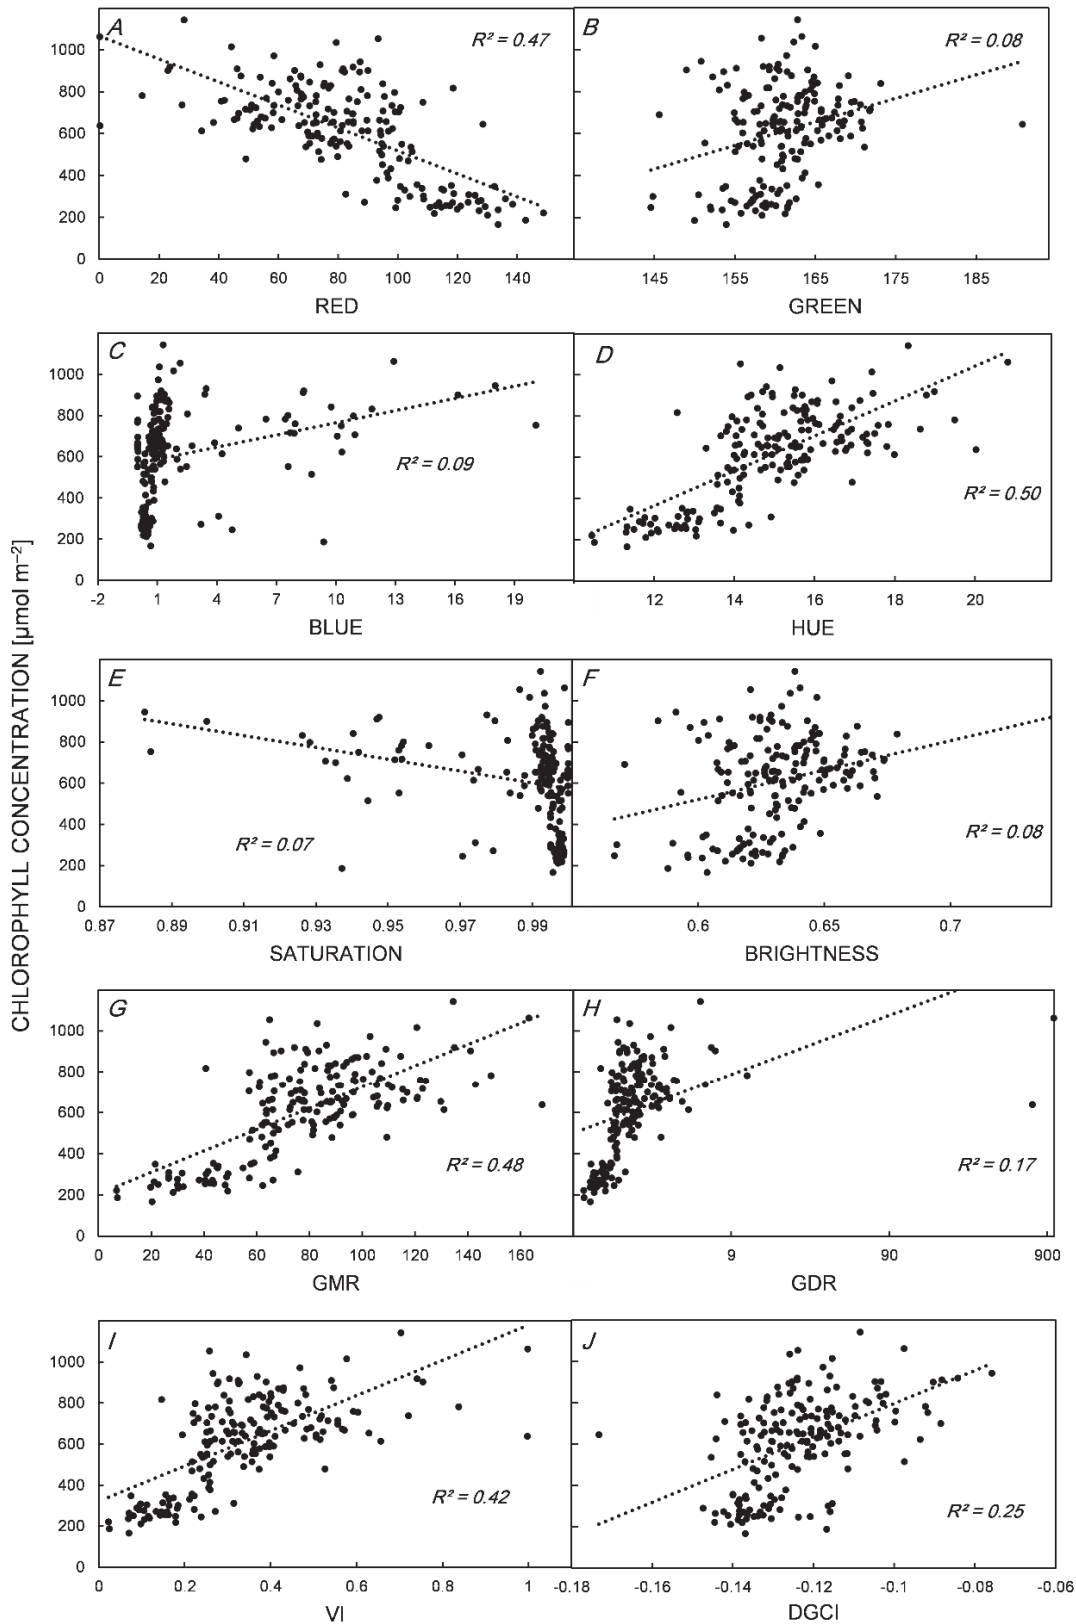 CHLOROPHYLL CONCENTRATION [µmol m⁻²]
A
R² = 0.47
1000
800
600
400
200
0
0 20 40 60 80 100 120 140
RED
B
R² = 0.08
145 155 165 175 185
GREEN
C
R² = 0.09
1000
800
600
400
200
0
-2 1 4 7 10 13 16 19
BLUE
D
R² = 0.50
12 14 16 18 20
HUE
E
R² = 0.07
1000
800
600
400
200
0
0.87 0.89 0.91 0.93 0.95 0.97 0.99
SATURATION
F
R² = 0.08
0.6 0.65 0.7
BRIGHTNESS
G
R² = 0.48
1000
800
600
400
200
0
0 20 40 60 80 100 120 140 160
GMR
H
R² = 0.17
9 90 900
GDR
I
R² = 0.42
1000
800
600
400
200
0
0 0.2 0.4 0.6 0.8 1
VI
J
R² = 0.25
-0.18 -0.16 -0.14 -0.12 -0.1 -0.08 -0.06
DGCI